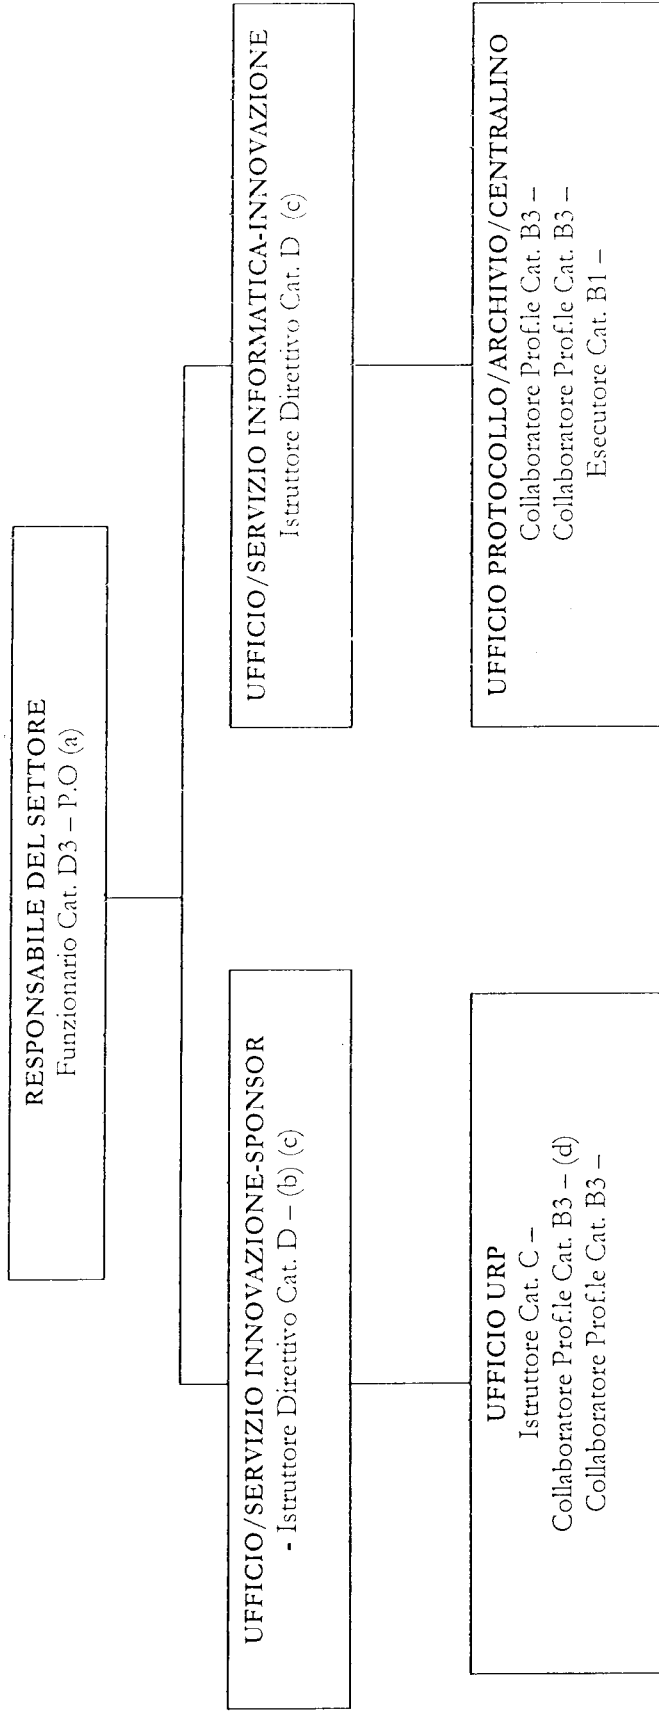 RESPONSABILE DEL SETTORE
Funzionario Cat. D3 – P.O (a)
UFFICIO/SERVIZIO INNOVAZIONE-SPONSOR
- Istruttore Direttivo Cat. D – (b) (c)
UFFICIO/SERVIZIO INFORMATICA-INNOVAZIONE
Istruttore Direttivo Cat. D (c)
UFFICIO URP
Istruttore Cat. C –
Collaboratore Prof.le Cat. B3 – (d)
Collaboratore Prof.le Cat. B3 –
UFFICIO PROTOCOLLO/ARCHIVIO/CENTRALINO
Collaboratore Prof.le Cat. B3 –
Collaboratore Prof.le Cat. B3 –
Esecutore Cat. B1 –